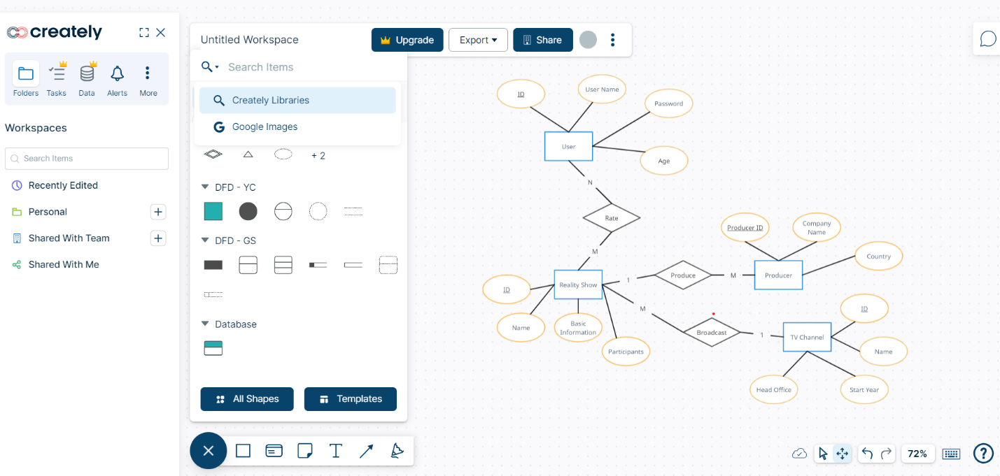 creately
Folders
Tasks
Data
Alerts
More
Workspaces
Search Items
Recently Edited
Personal
Shared With Team
Shared With Me
Untitled Workspace
Upgrade
Export
Share
Search Items
Creately Libraries
Google Images
+ 2
DFD - YC
DFD - GS
Database
All Shapes
Templates
ID
User Name
Password
User
Age
N
Rate
M
Producer ID
Company
Name
Country
Reality Show
1
Produce
M
Producer
ID
Name
Basic
Information
Participants
M
Broadcast
1
TV Channel
ID
Name
Head Office
Start Year
72%
?